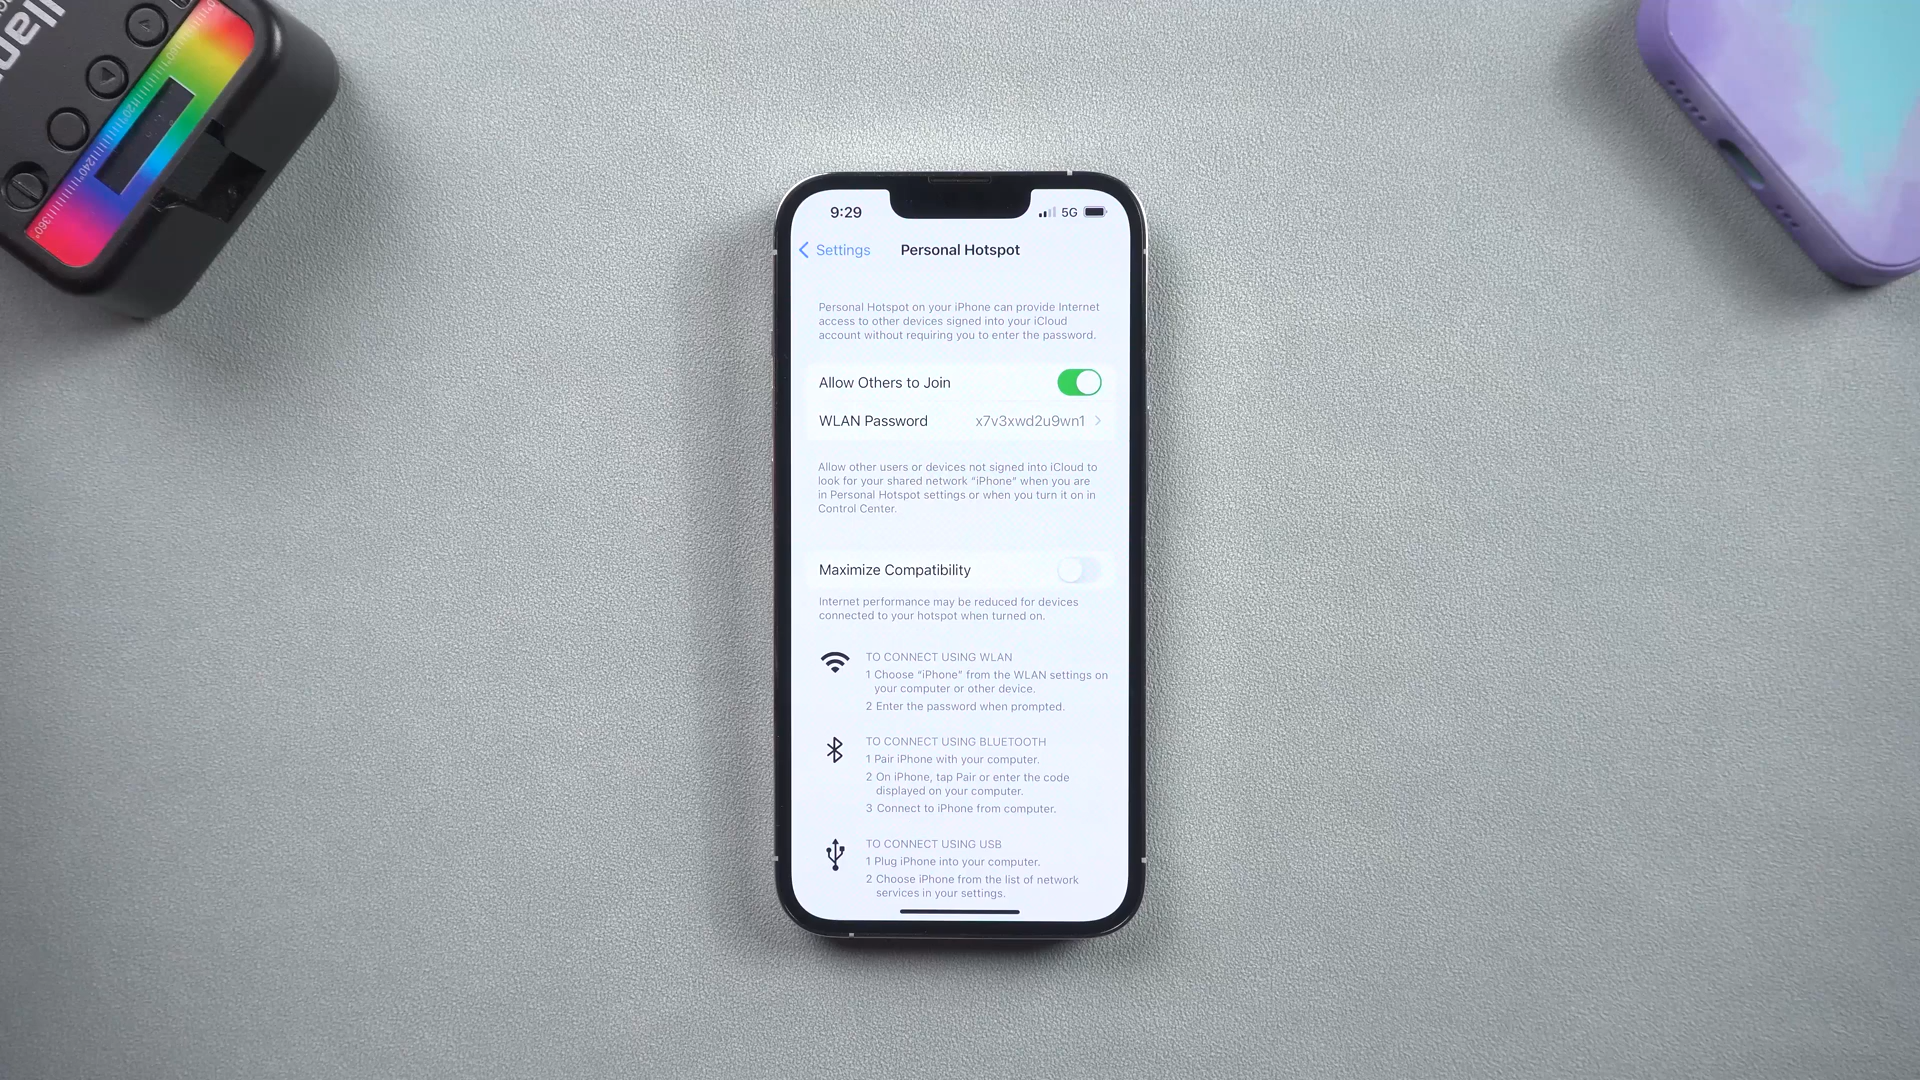 9:29
5G
Settings
Personal Hotspot
Personal Hotspot on your iPhone can provide Internet
access to other devices signed into your iCloud
account without requiring you to enter the password.
Allow Others to Join
WLAN Password x7v3xwd2u9wn1
Allow other users or devices not signed into iCloud to
look for your shared network “iPhone” when you are
in Personal Hotspot settings or when you turn it on in
Control Center.
Maximize Compatibility
Internet performance may be reduced for devices
connected to your hotspot when turned on.
TO CONNECT USING WLAN
1 Choose “iPhone” from the WLAN settings on
your computer or other device.
2 Enter the password when prompted.
TO CONNECT USING BLUETOOTH
1 Pair iPhone with your computer.
2 On iPhone, tap Pair or enter the code
displayed on your computer.
3 Connect to iPhone from computer.
TO CONNECT USING USB
1 Plug iPhone into your computer.
2 Choose iPhone from the list of network
services in your settings.
120°
240°
360°